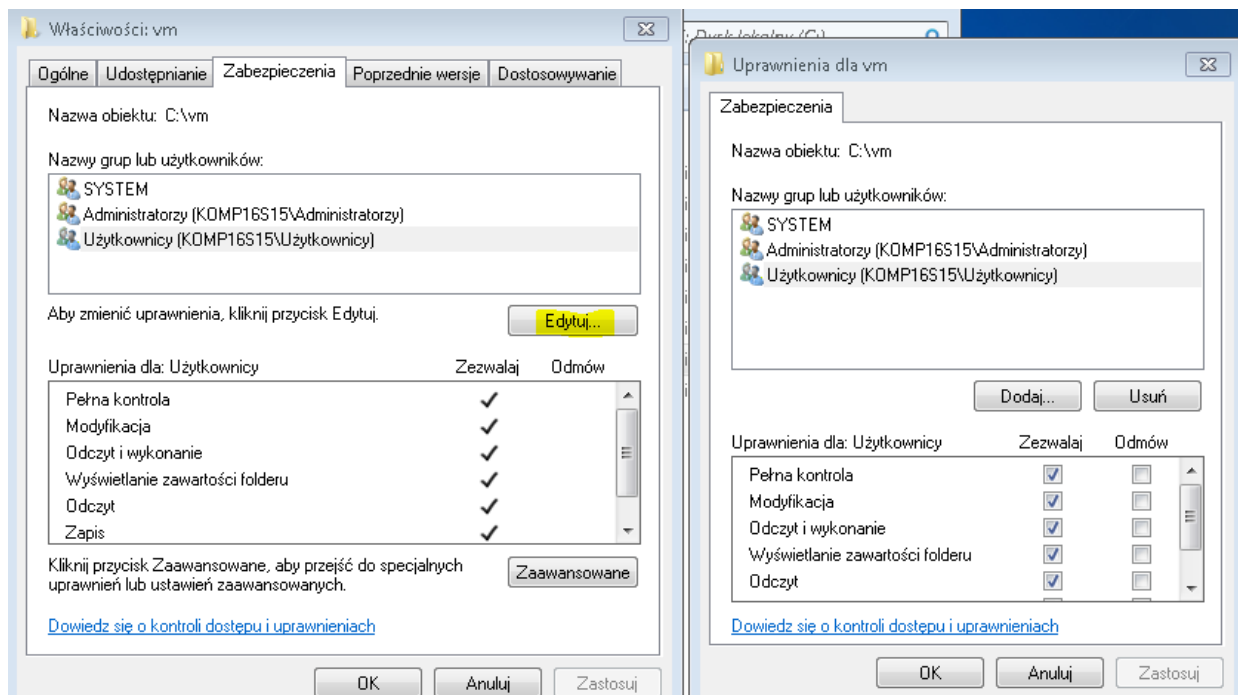 Właściwości: vm
Ogólne Udostępnianie Zabezpieczenia Poprzednie wersje Dostosowywanie
Nazwa obiektu: C:\vm
Nazwy grup lub użytkowników:
SYSTEM
Administratorzy (KOMP16S15\Administratorzy)
Użytkownicy (KOMP16S15\Użytkownicy)
Aby zmienić uprawnienia, kliknij przycisk Edytuj.
Edytuj...
Uprawnienia dla: Użytkownicy Zezwalaj Odmów
Pełna kontrola
Modyfikacja
Odczyt i wykonanie
Wyświetlanie zawartości folderu
Odczyt
Zapis
Kliknij przycisk Zaawansowane, aby przejść do specjalnych
uprawnień lub ustawień zaawansowanych.
Zaawansowane
Dowiedz się o kontroli dostępu i uprawnieniach
OK Anuluj Zastosuj
Dysk lokalny (C:)
Uprawnienia dla vm
Zabezpieczenia
Nazwa obiektu: C:\vm
Nazwy grup lub użytkowników:
SYSTEM
Administratorzy (KOMP16S15\Administratorzy)
Użytkownicy (KOMP16S15\Użytkownicy)
Dodaj... Usuń
Uprawnienia dla: Użytkownicy Zezwalaj Odmów
Pełna kontrola
Modyfikacja
Odczyt i wykonanie
Wyświetlanie zawartości folderu
Odczyt
Dowiedz się o kontroli dostępu i uprawnieniach
OK Anuluj Zastosuj